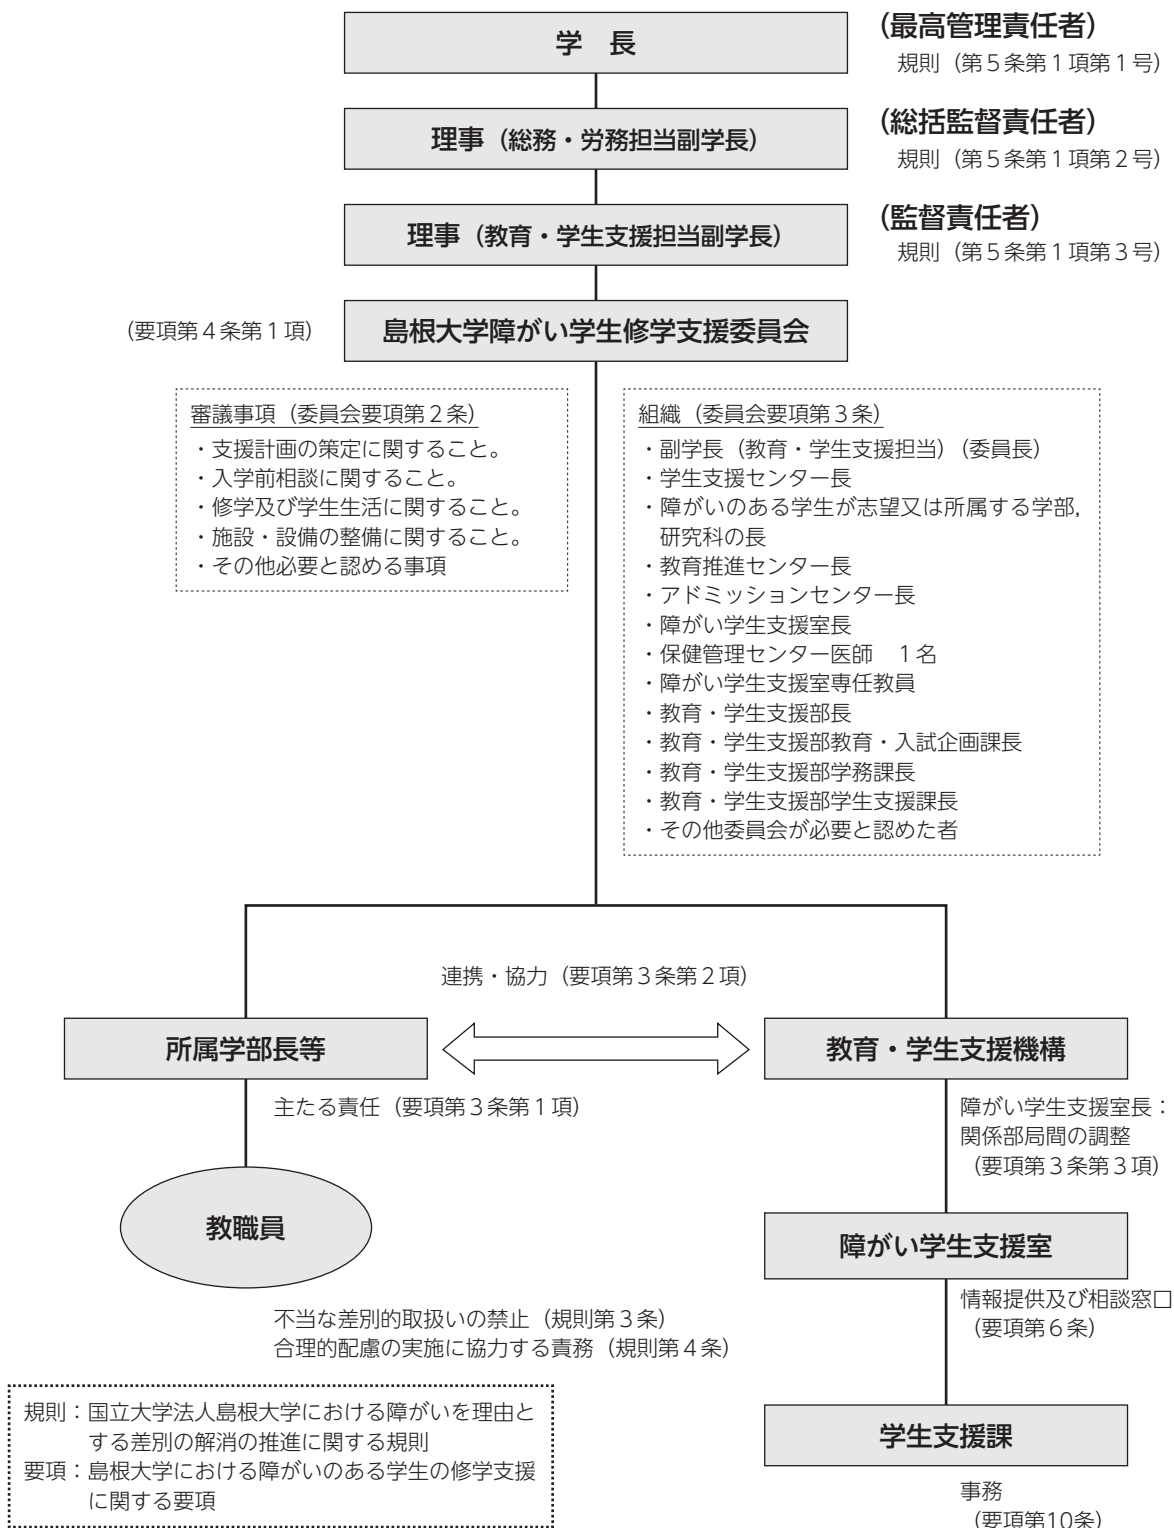 学　長
（最高管理責任者）
規則（第５条第１項第１号）
理事（総務・労務担当副学長）
（総括監督責任者）
規則（第５条第１項第２号）
理事（教育・学生支援担当副学長）
（監督責任者）
規則（第５条第１項第３号）
（要項第４条第１項）
島根大学障がい学生修学支援委員会
審議事項（委員会要項第２条）
・支援計画の策定に関すること。
・入学前相談に関すること。
・修学及び学生生活に関すること。
・施設・設備の整備に関すること。
・その他必要と認める事項
組織（委員会要項第３条）
・副学長（教育・学生支援担当）（委員長）
・学生支援センター長
・障がいのある学生が志望又は所属する学部，
研究科の長
・教育推進センター長
・アドミッションセンター長
・障がい学生支援室長
・保健管理センター医師　１名
・障がい学生支援室専任教員
・教育・学生支援部長
・教育・学生支援部教育・入試企画課長
・教育・学生支援部学務課長
・教育・学生支援部学生支援課長
・その他委員会が必要と認めた者
連携・協力（要項第３条第２項）
所属学部長等
教育・学生支援機構
主たる責任（要項第３条第１項）
障がい学生支援室長：
関係部局間の調整
（要項第３条第３項）
教職員
障がい学生支援室
不当な差別的取扱いの禁止（規則第３条）
合理的配慮の実施に協力する責務（規則第４条）
情報提供及び相談窓口
（要項第６条）
規則：国立大学法人島根大学における障がいを理由と
する差別の解消の推進に関する規則
要項：島根大学における障がいのある学生の修学支援
に関する要項
学生支援課
事務
（要項第10条）